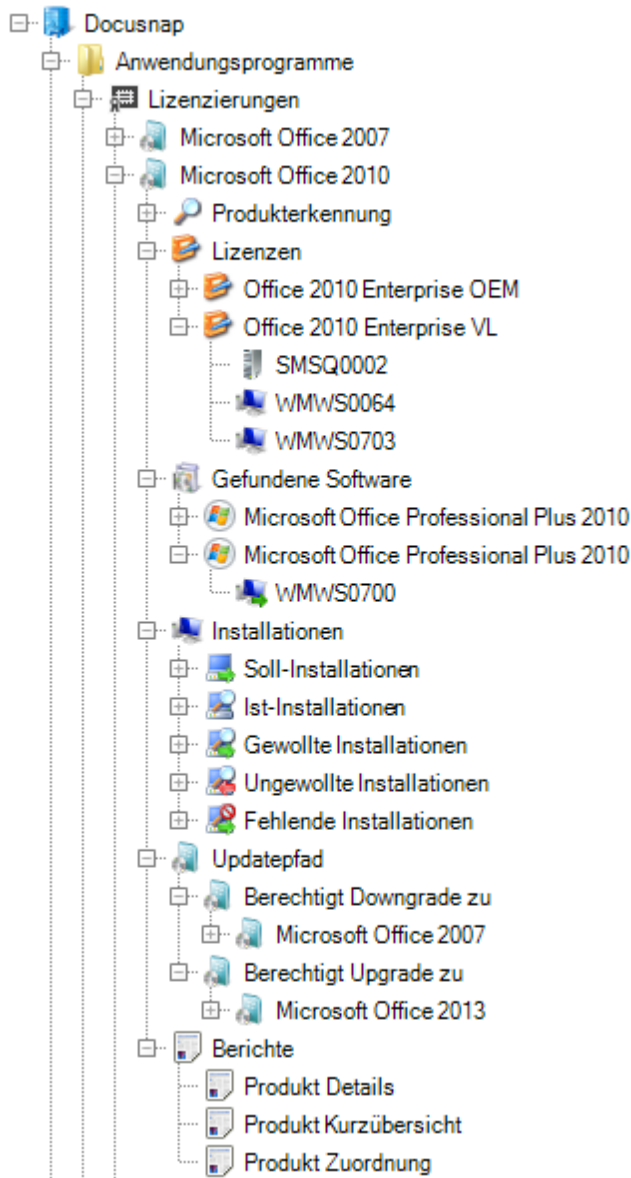 Docusnap
Anwendungsprogramme
Lizenzierungen
Microsoft Office 2007
Microsoft Office 2010
Produkterkennung
Lizenzen
Office 2010 Enterprise OEM
Office 2010 Enterprise VL
SMSQ0002
WMWS0064
WMWS0703
Gefundene Software
Microsoft Office Professional Plus 2010
Microsoft Office Professional Plus 2010
WMWS0700
Installationen
Soll-Installationen
Ist-Installationen
Gewollte Installationen
Ungewollte Installationen
Fehlende Installationen
Updatepfad
Berechtigt Downgrade zu
Microsoft Office 2007
Berechtigt Upgrade zu
Microsoft Office 2013
Berichte
Produkt Details
Produkt Kurzübersicht
Produkt Zuordnung